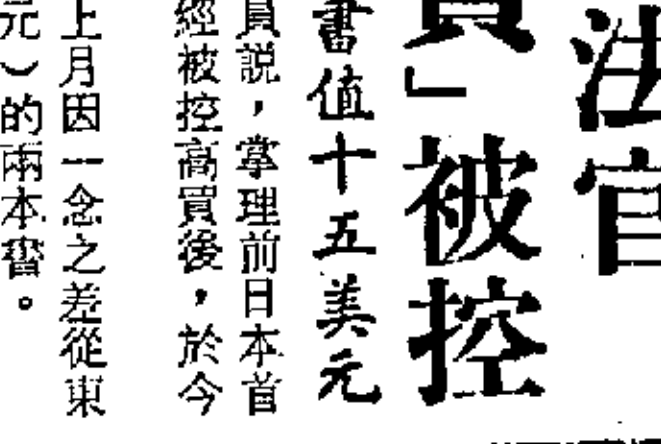 法官
買」被控
書值十五美元
員説，掌理前日本首
經被控高買後，於今
上月因一念之差從東
元）的兩本書。